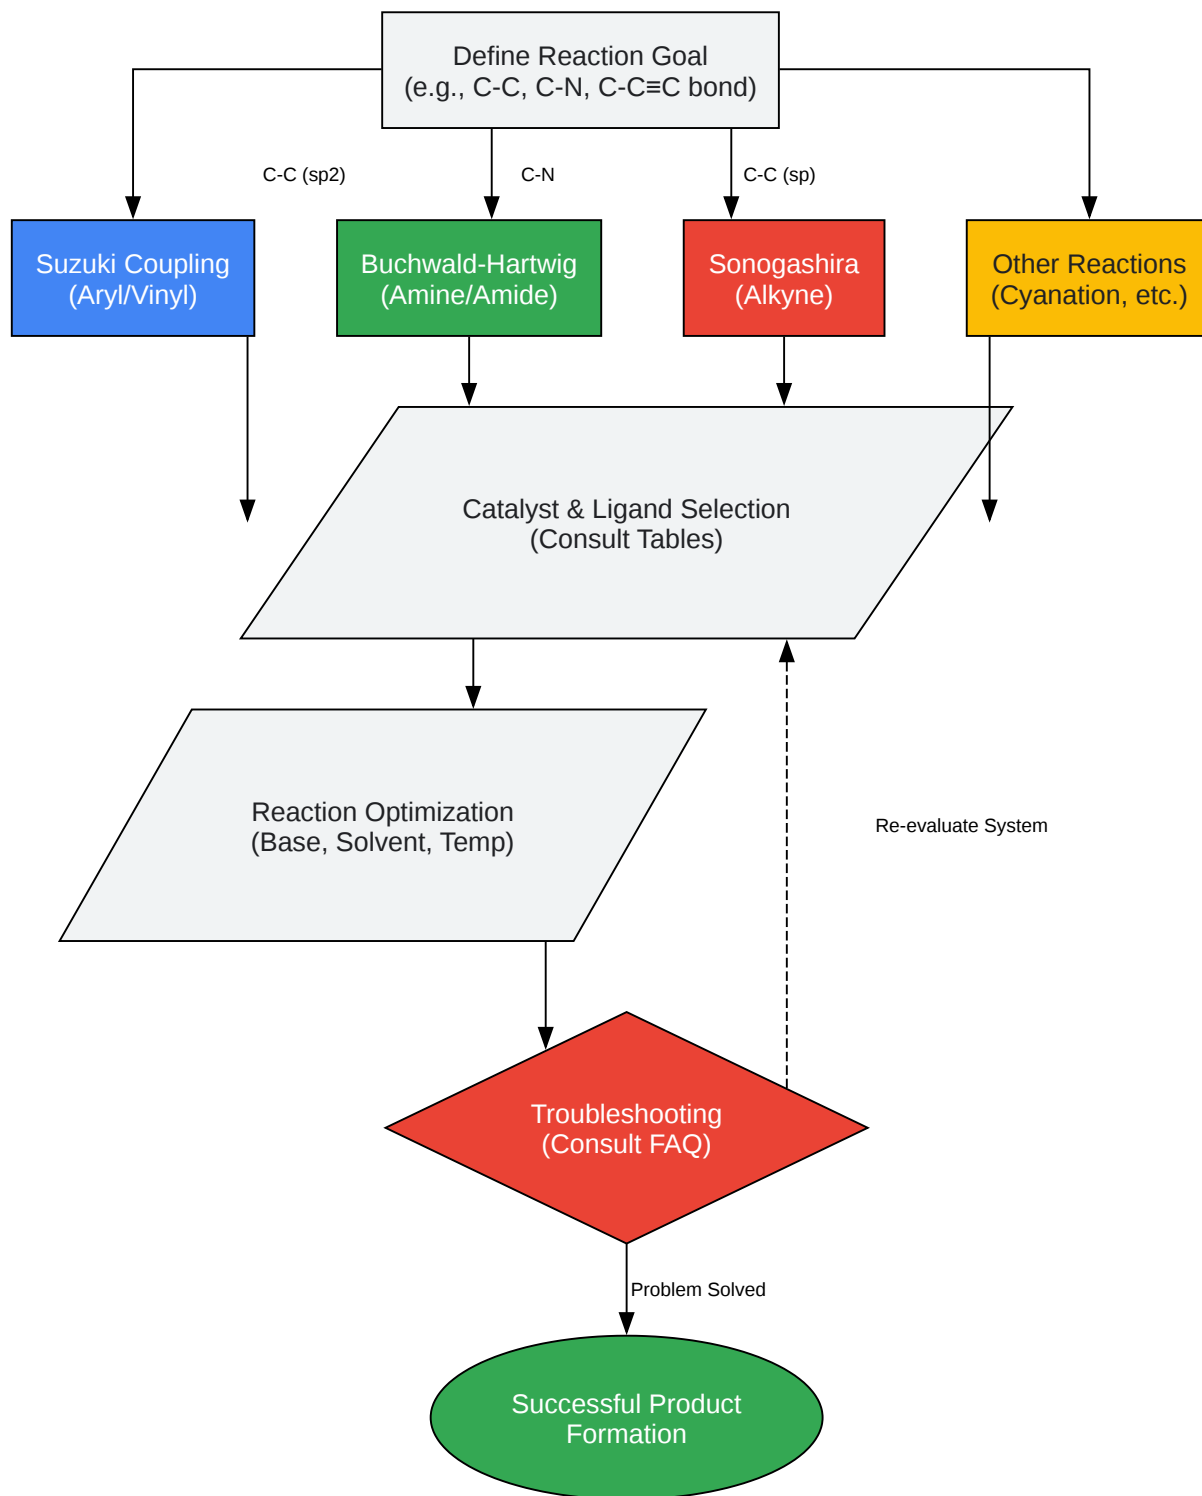 Define Reaction Goal
(e.g., C-C, C-N, C-C≡C bond)
C-C (sp2)
C-N
C-C (sp)
Suzuki Coupling
(Aryl/Vinyl)
Buchwald-Hartwig
(Amine/Amide)
Sonogashira
(Alkyne)
Other Reactions
(Cyanation, etc.)
Catalyst & Ligand Selection
(Consult Tables)
Reaction Optimization
(Base, Solvent, Temp)
Re-evaluate System
Troubleshooting
(Consult FAQ)
Problem Solved
Successful Product
Formation